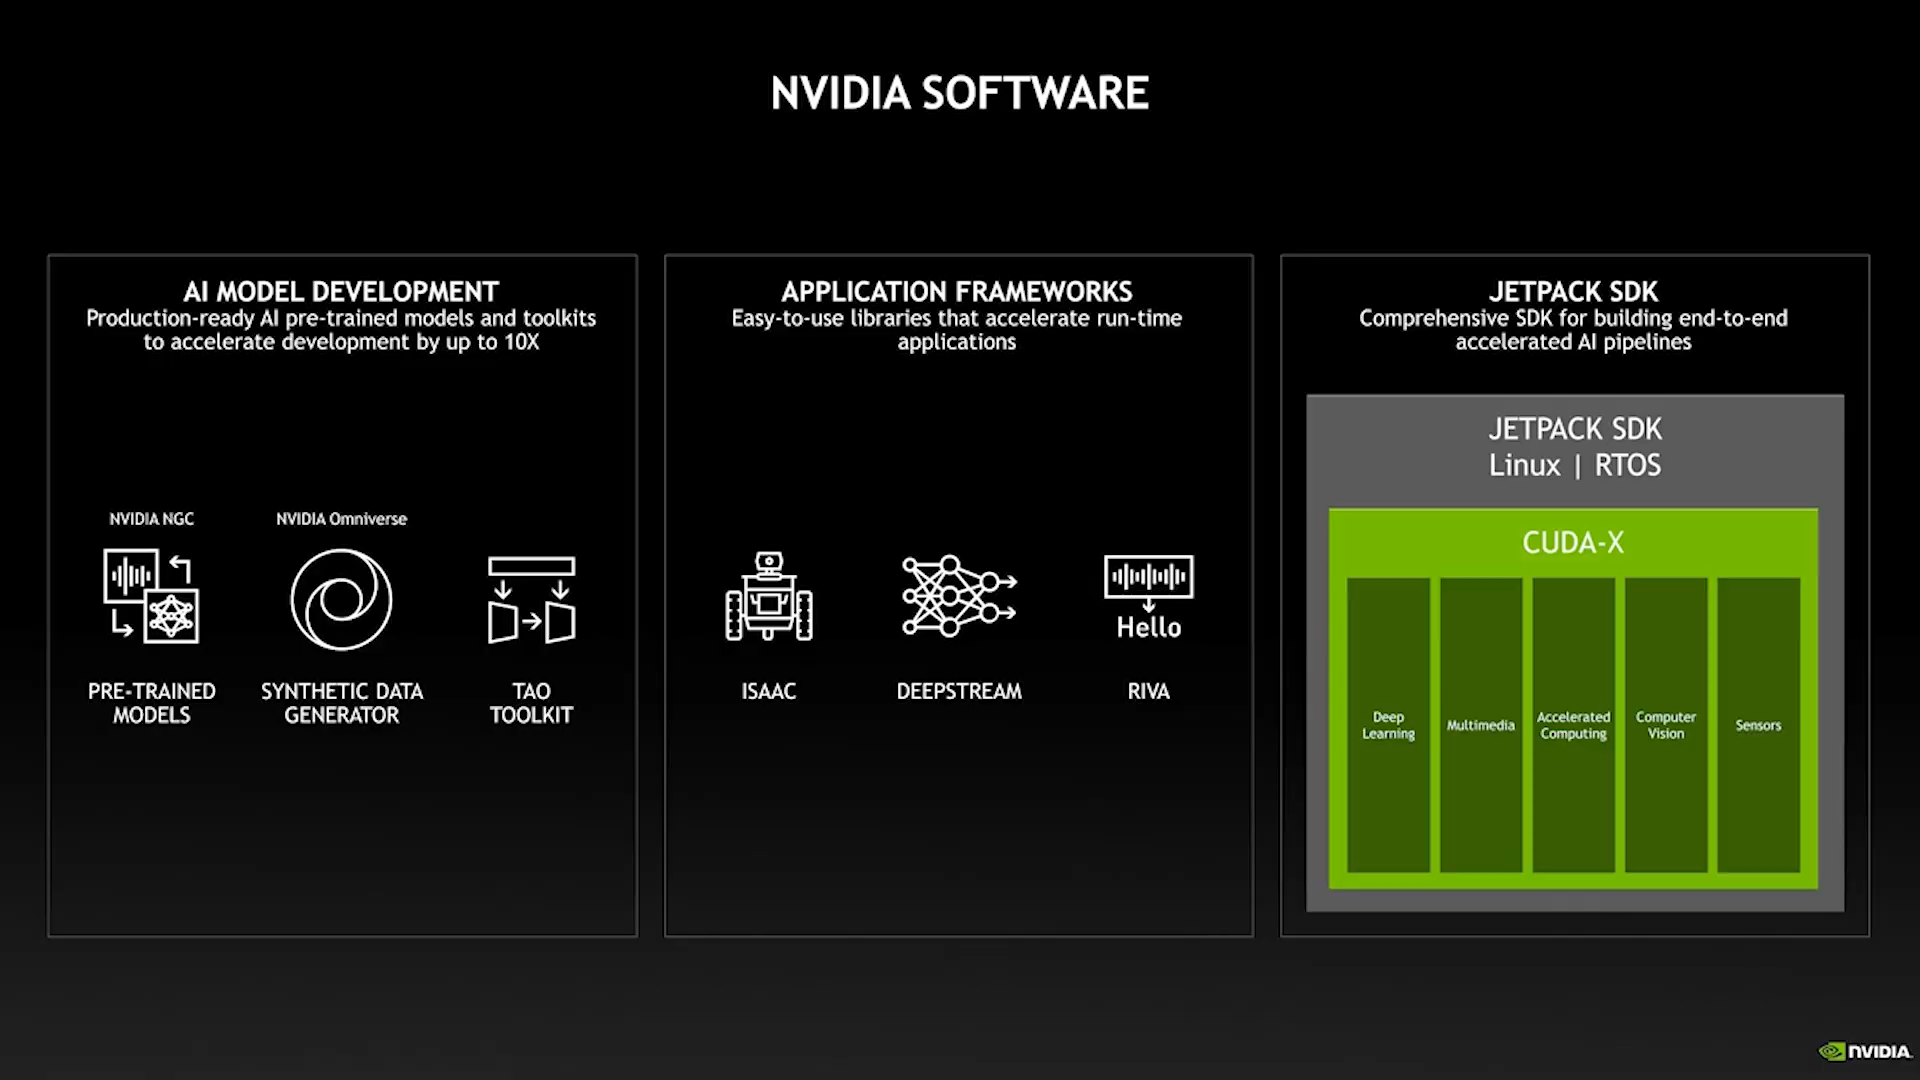 NVIDIA SOFTWARE
AI MODEL DEVELOPMENT
Production-ready AI pre-trained models and toolkits
to accelerate development by up to 10X
NVIDIA NGC
NVIDIA Omniverse
PRE-TRAINED
MODELS
SYNTHETIC DATA
GENERATOR
TAO
TOOLKIT
APPLICATION FRAMEWORKS
Easy-to-use libraries that accelerate run-time
applications
Hello
ISAAC
DEEPSTREAM
RIVA
JETPACK SDK
Comprehensive SDK for building end-to-end
accelerated AI pipelines
JETPACK SDK
Linux | RTOS
CUDA-X
Deep
Learning
Multimedia
Accelerated
Computing
Computer
Vision
Sensors
NVIDIA.